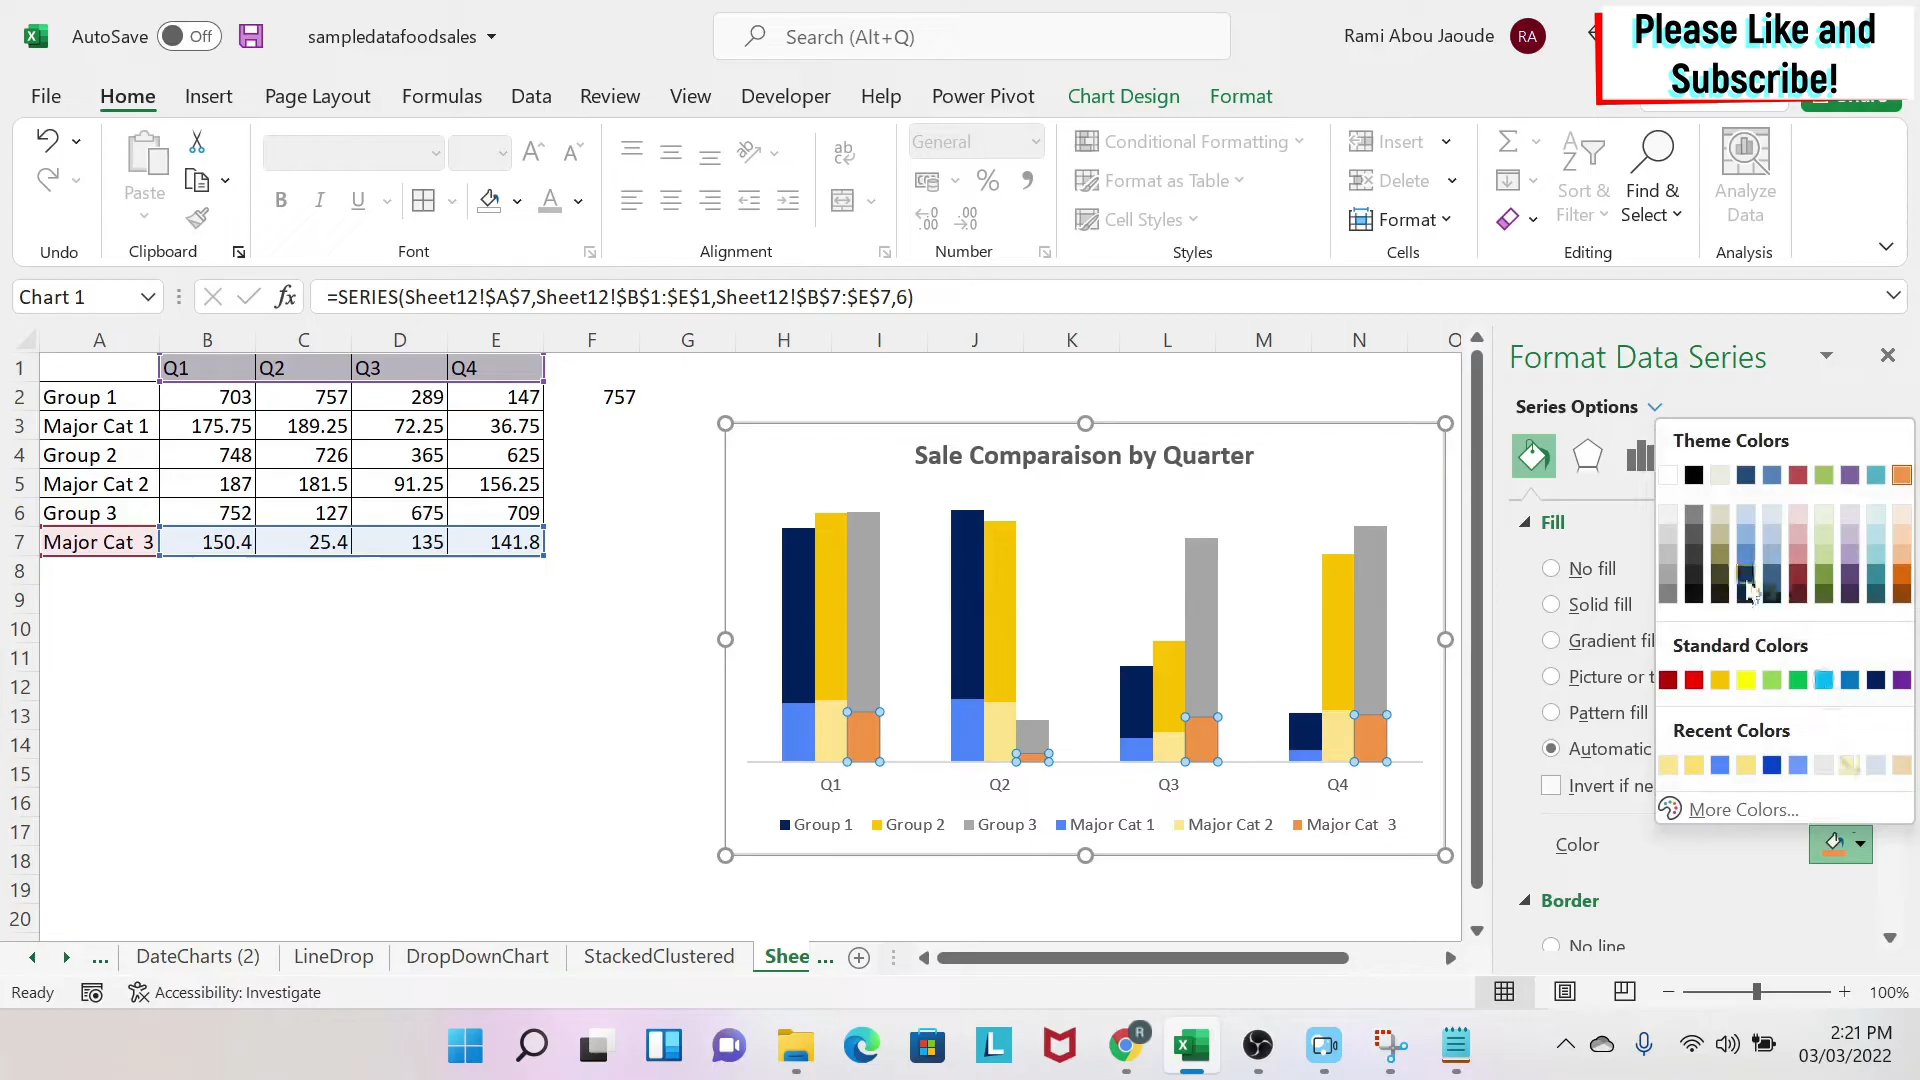 AutoSave Off sampledatafoodsales Search (Alt+Q) Rami Abou Jaoude RA
Please Like and
Subscribe!
File Home Insert Page Layout Formulas Data Review View Developer Help Power Pivot Chart Design Format
Paste
B I U
General
Conditional Formatting
Format as Table
Cell Styles
Insert
Delete
Format
Sort &
Filter
Find &
Select
Analyze
Data
Undo Clipboard Font Alignment Number Styles Cells Editing Analysis
Chart 1 fx =SERIES(Sheet12!$A$7,Sheet12!$B$1:$E$1,Sheet12!$B$7:$E$7,6)
A B C D E F G H I J K L M N O
1 Q1 Q2 Q3 Q4
2 Group 1 703 757 289 147 757
3 Major Cat 1 175.75 189.25 72.25 36.75
4 Group 2 748 726 365 625
5 Major Cat 2 187 181.5 91.25 156.25
6 Group 3 752 127 675 709
7 Major Cat 3 150.4 25.4 135 141.8
8
9
10
11
12
13
14
15
16
17
18
19
20
Sale Comparaison by Quarter
Q1 Q2 Q3 Q4
Group 1 Group 2 Group 3 Major Cat 1 Major Cat 2 Major Cat 3
Format Data Series
Series Options
Fill
No fill
Solid fill
Gradient fil
Picture or t
Pattern fill
Automatic
Invert if ne
Color
Border
No line
Theme Colors
Standard Colors
Recent Colors
More Colors...
... DateCharts (2) LineDrop DropDownChart StackedClustered Shee ...
Ready Accessibility: Investigate 100%
R
2:21 PM
03/03/2022